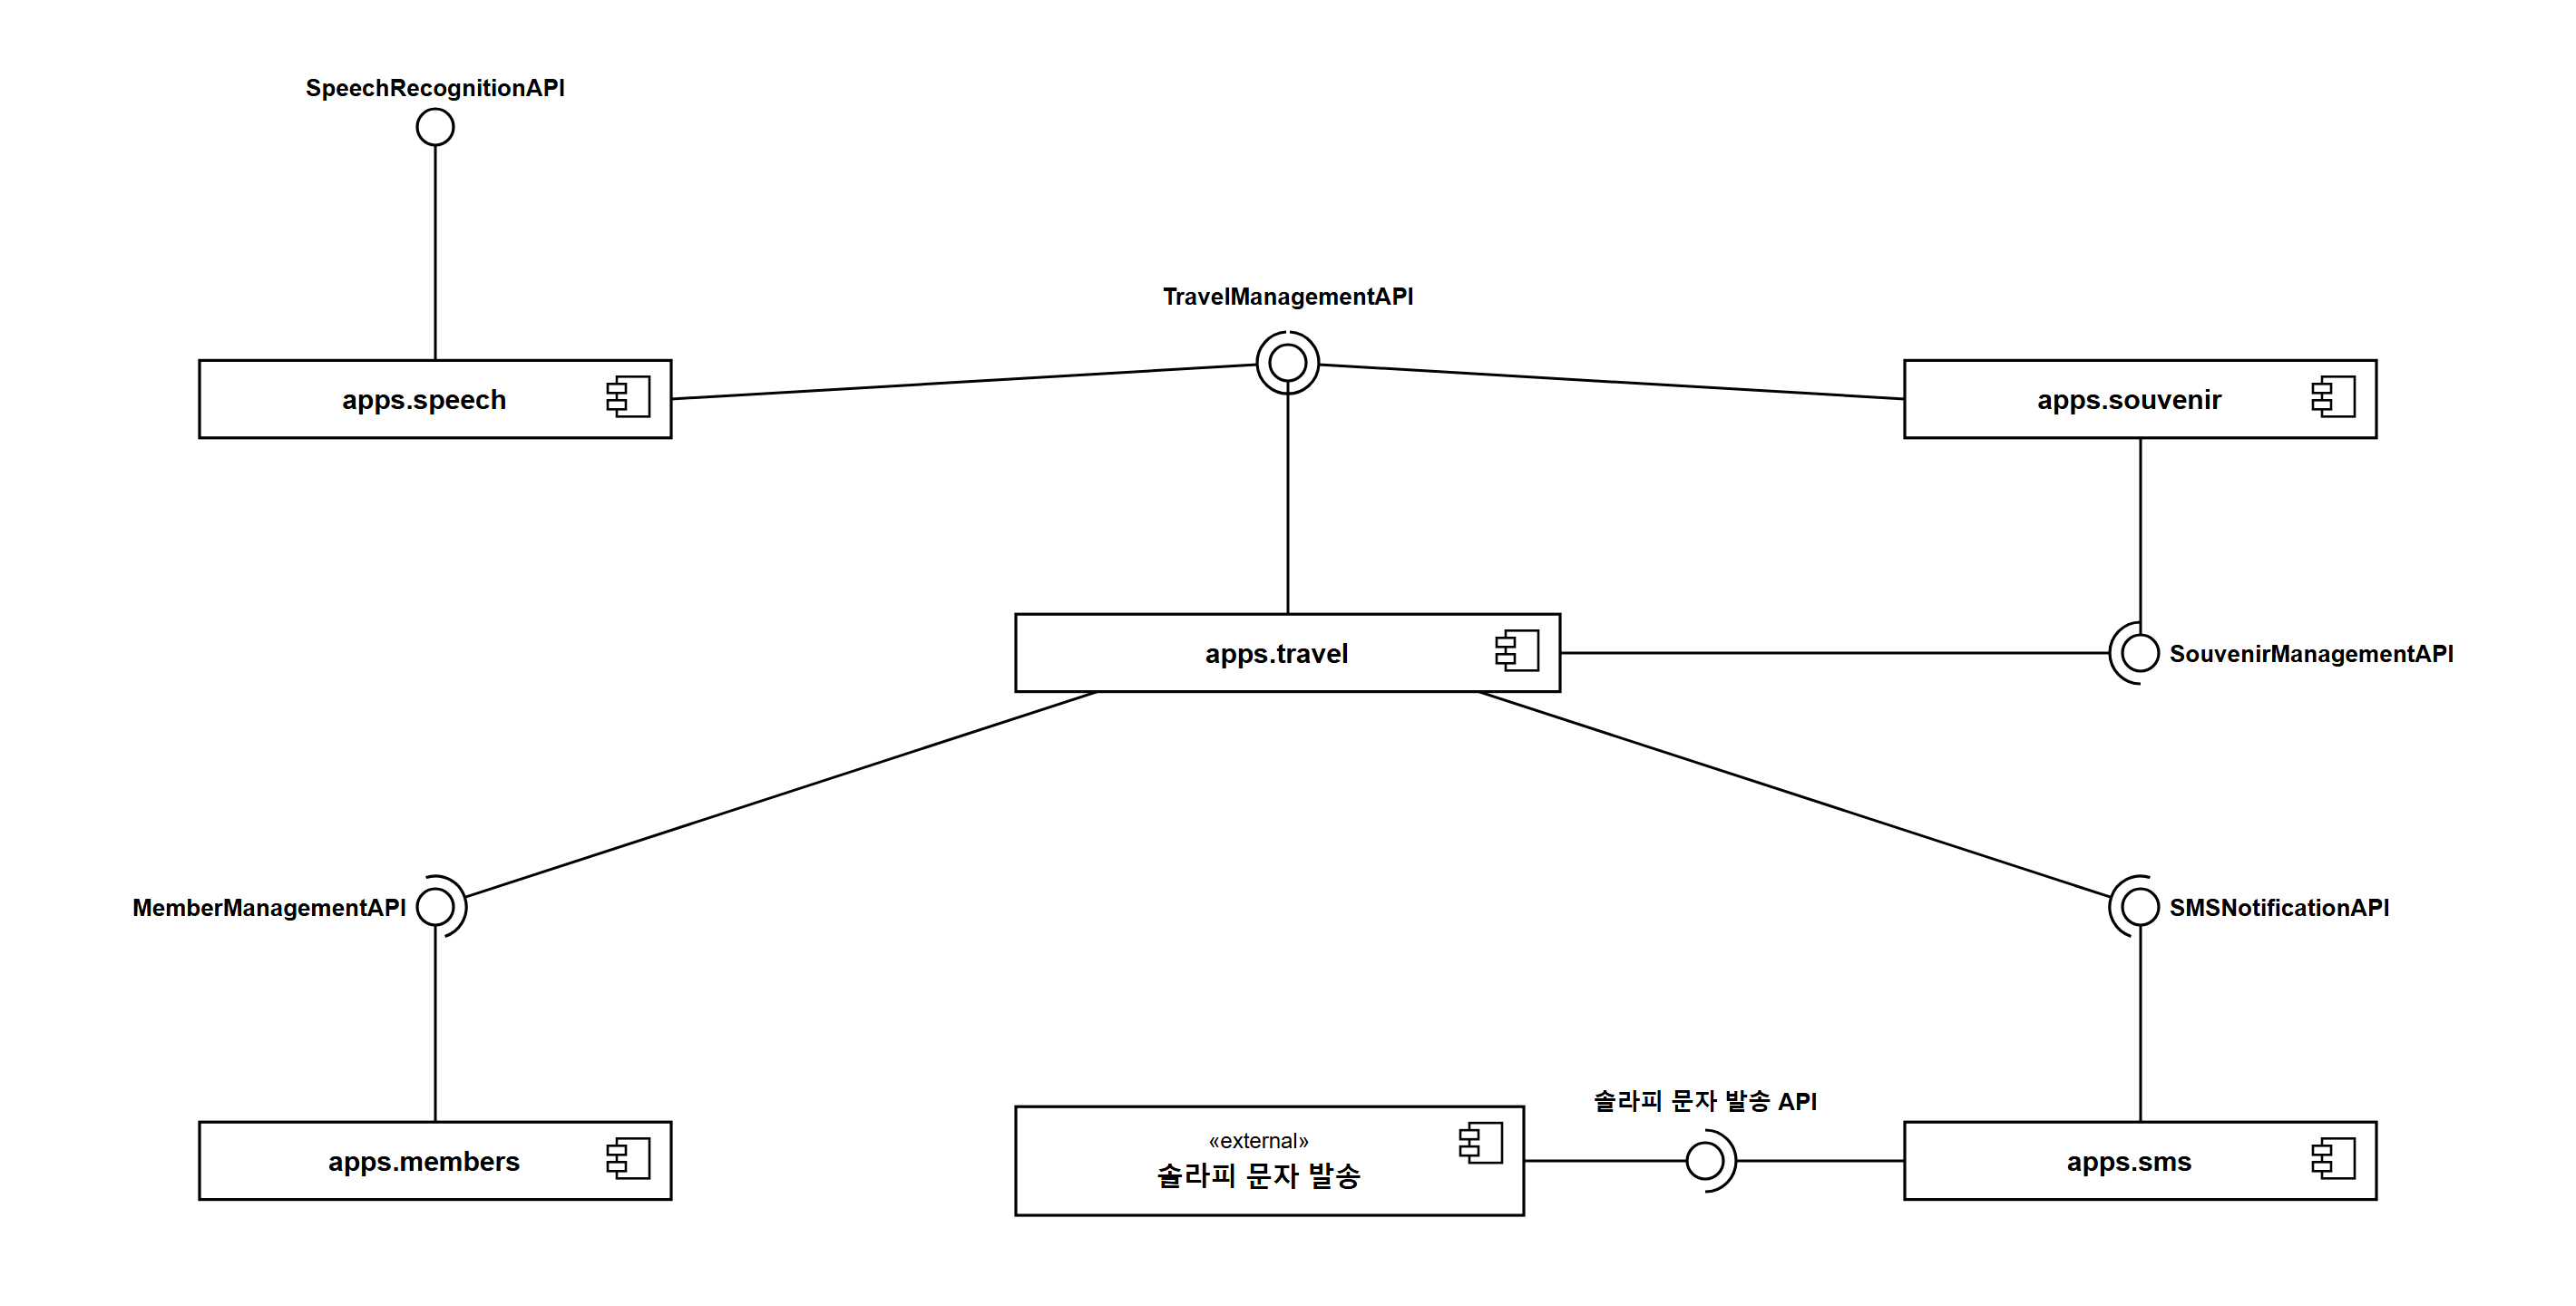 SpeechRecognitionAPI
TravelManagementAPI
apps.speech
apps.souvenir
apps.travel
SouvenirManagementAPI
MemberManagementAPI
SMSNotificationAPI
솔라피 문자 발송 API
«external»
솔라피 문자 발송
apps.members
apps.sms